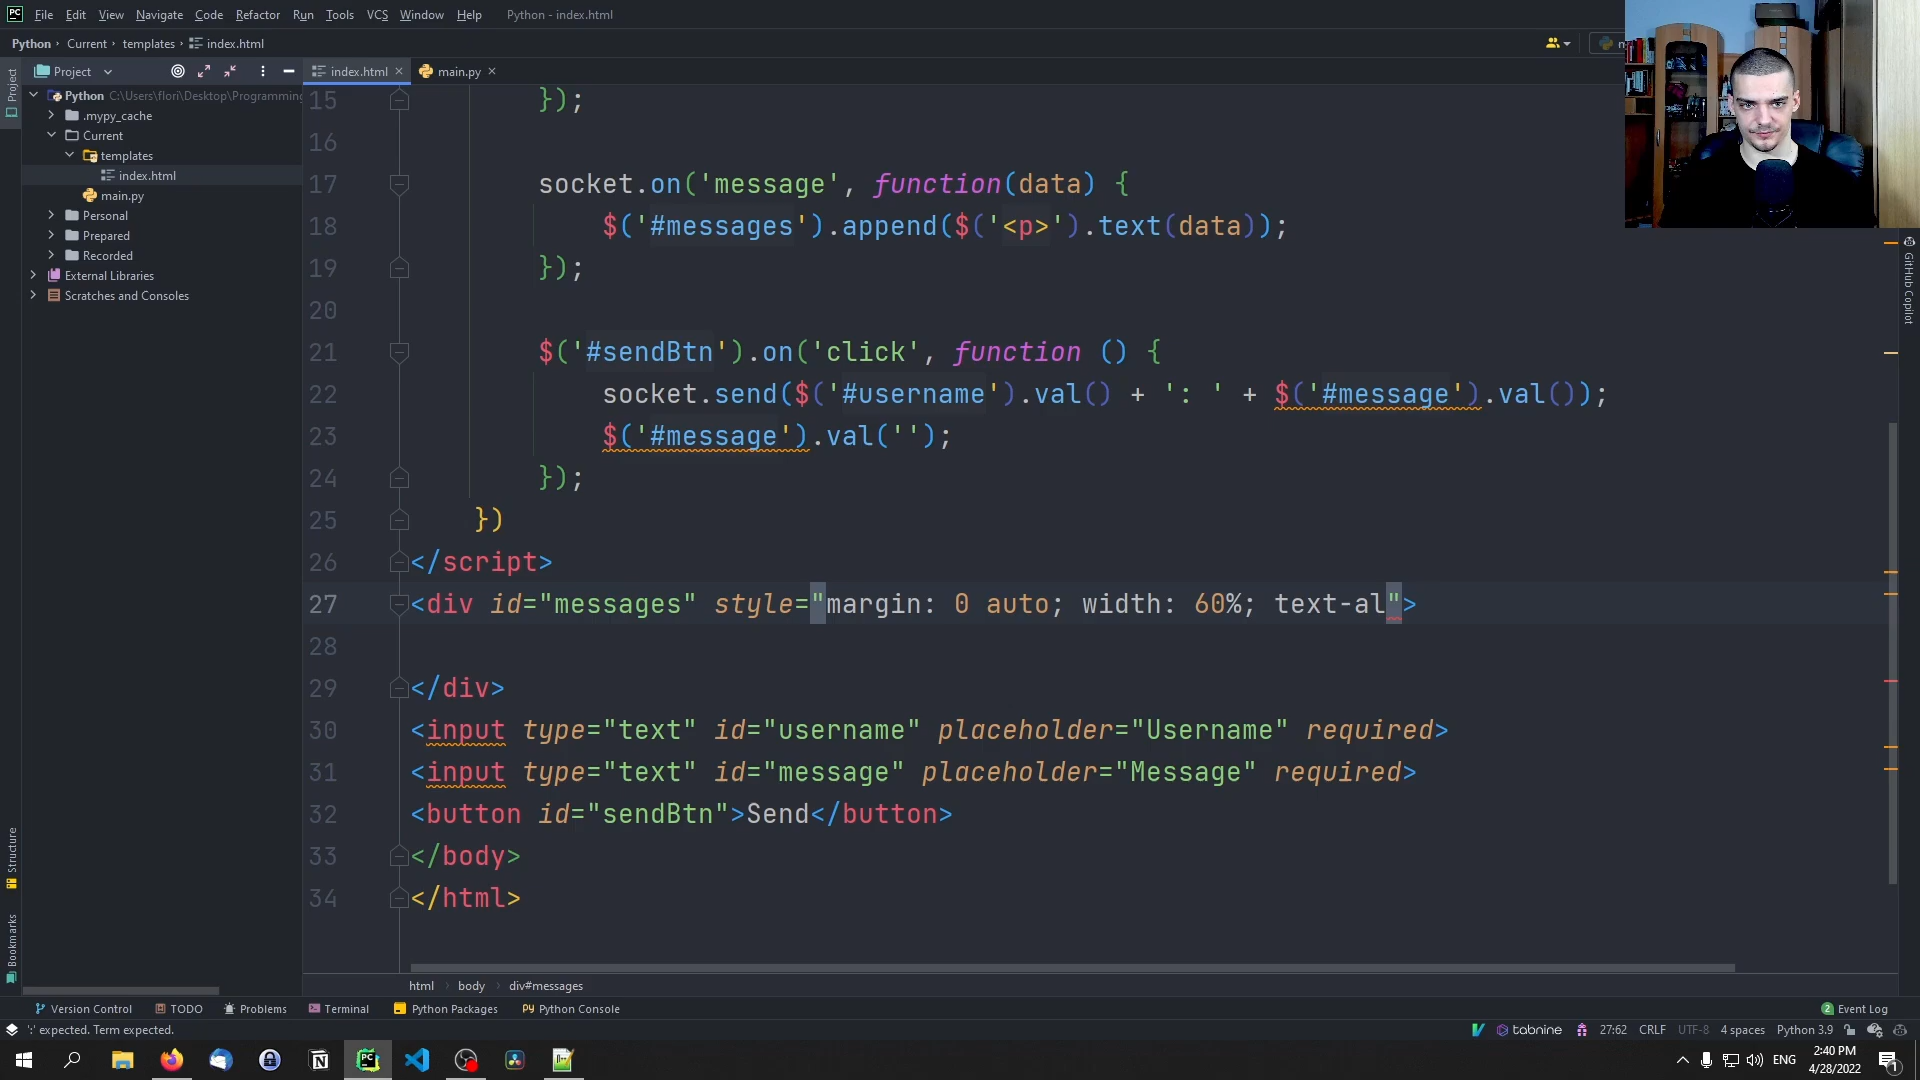 File Edit View Navigate Code Refactor Run Tools VCS Window Help Python - index.html
Python Current templates index.html
Project index.html main.py
Project
Python C:\Users\flori\Desktop\Programming
.mypy_cache
Current
templates
index.html
main.py
Personal
Prepared
Recorded
External Libraries
Scratches and Consoles
Structure
Bookmarks
15 });
16
17 socket.on('message', function(data) {
18 $('#messages').append($('<p>').text(data));
19 });
20
21 $('#sendBtn').on('click', function () {
22 socket.send($('#username').val() + ': ' + $('#message').val());
23 $('#message').val('');
24 });
25 })
26 </script>
27 <div id="messages" style="margin: 0 auto; width: 60%; text-al">
28
29 </div>
30 <input type="text" id="username" placeholder="Username" required>
31 <input type="text" id="message" placeholder="Message" required>
32 <button id="sendBtn">Send</button>
33 </body>
34 </html>
GitHub Copilot
html body div#messages
Version Control TODO Problems Terminal Python Packages Python Console 2 Event Log
':' expected. Term expected. tabnine 27:62 CRLF UTF-8 4 spaces Python 3.9
ENG 2:40 PM
4/28/2022 1